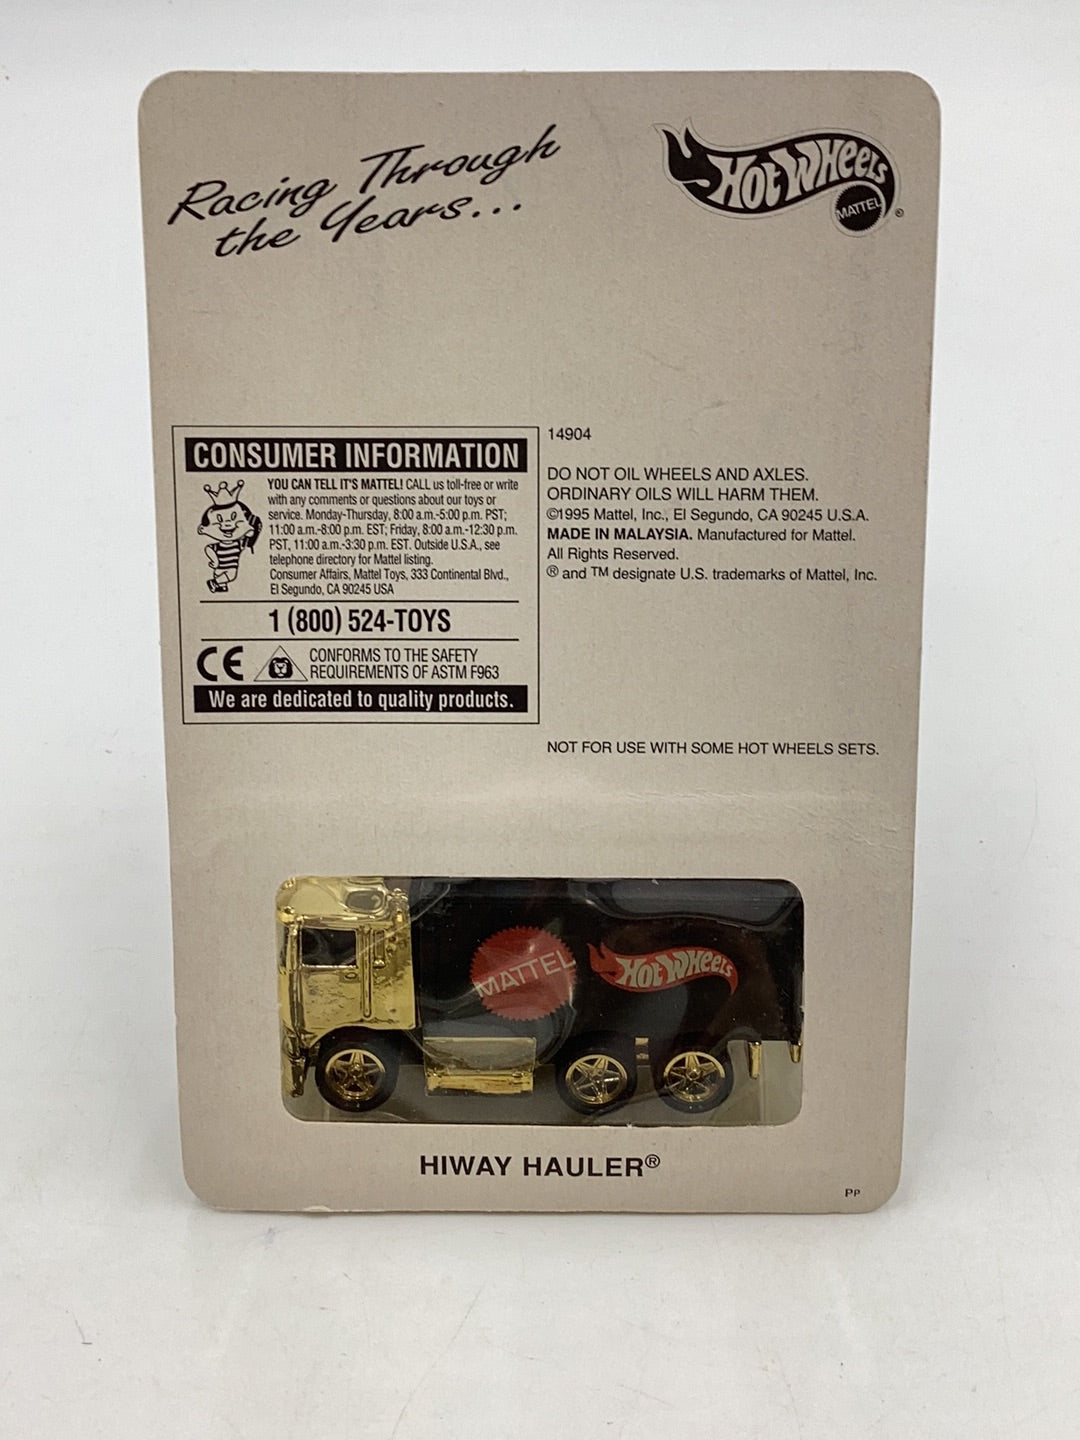 Racing Through
the Years...
HOT WHEELS
MATTEL
®
CONSUMER INFORMATION
YOU CAN TELL IT'S MATTEL! CALL us toll-free or write
with any comments or questions about our toys or
service. Monday-Thursday, 8:00 a.m.-5:00 p.m. PST;
11:00 a.m.-8:00 p.m. EST; Friday, 8:00 a.m.-12:30 p.m.
PST, 11:00 a.m.-3:30 p.m. EST. Outside U.S.A., see
telephone directory for Mattel listing.
Consumer Affairs, Mattel Toys, 333 Continental Blvd.,
El Segundo, CA 90245 USA
1 (800) 524-TOYS
CE
CONFORMS TO THE SAFETY
REQUIREMENTS OF ASTM F963
We are dedicated to quality products.
14904
DO NOT OIL WHEELS AND AXLES.
ORDINARY OILS WILL HARM THEM.
©1995 Mattel, Inc., El Segundo, CA 90245 U.S.A.
MADE IN MALAYSIA. Manufactured for Mattel.
All Rights Reserved.
® and ™ designate U.S. trademarks of Mattel, Inc.
NOT FOR USE WITH SOME HOT WHEELS SETS.
MATTEL
HOT WHEELS
HIWAY HAULER®
PP